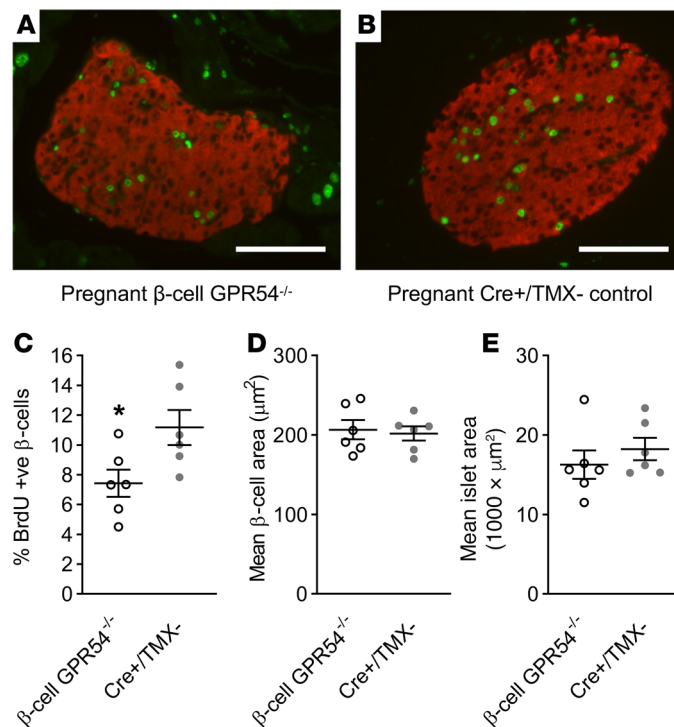 A
B
Pregnant β-cell GPR54-/-
Pregnant Cre+/TMX- control
C
D
E
% BrdU +ve β-cells
16
14
12
10
8
6
4
2
0
*
β-cell GPR54-/-
Cre+/TMX-
Mean β-cell area (μm2)
300
200
100
0
β-cell GPR54-/-
Cre+/TMX-
Mean islet area
(1000 × μm2)
30
20
10
0
β-cell GPR54-/-
Cre+/TMX-